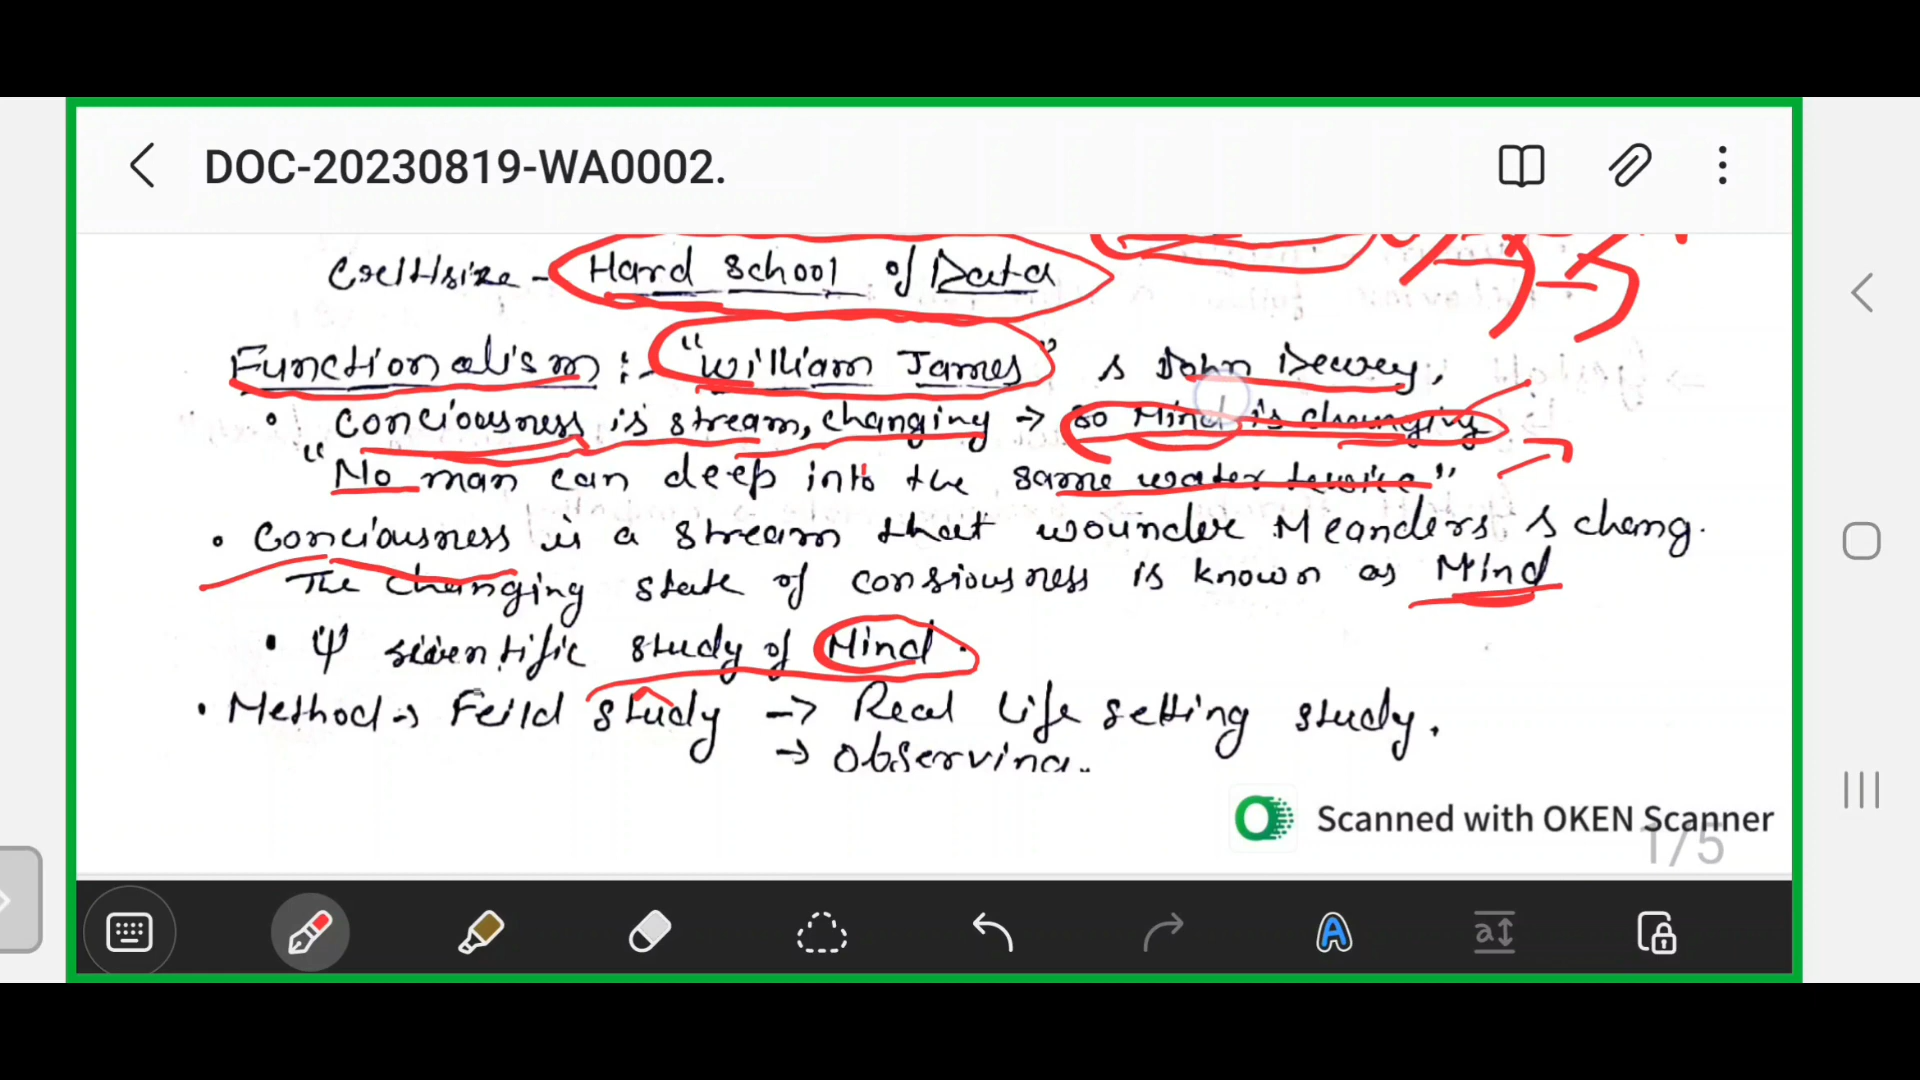 DOC-20230819-WA0002.
- Hard School of Data
Functionalism :- "William James" & John Dewey,
• Conciousness is stream, changing → so Mind is changing
"No man can deep into the same water twice"
• Conciousness is a stream that wounder Meanders & chang.
The changing state of consiousness is known as Mind
• Ψ scientific study of Mind.
• Method → Feild study → Real life setting study.
→ Observing.
Scanned with OKEN Scanner
1/5